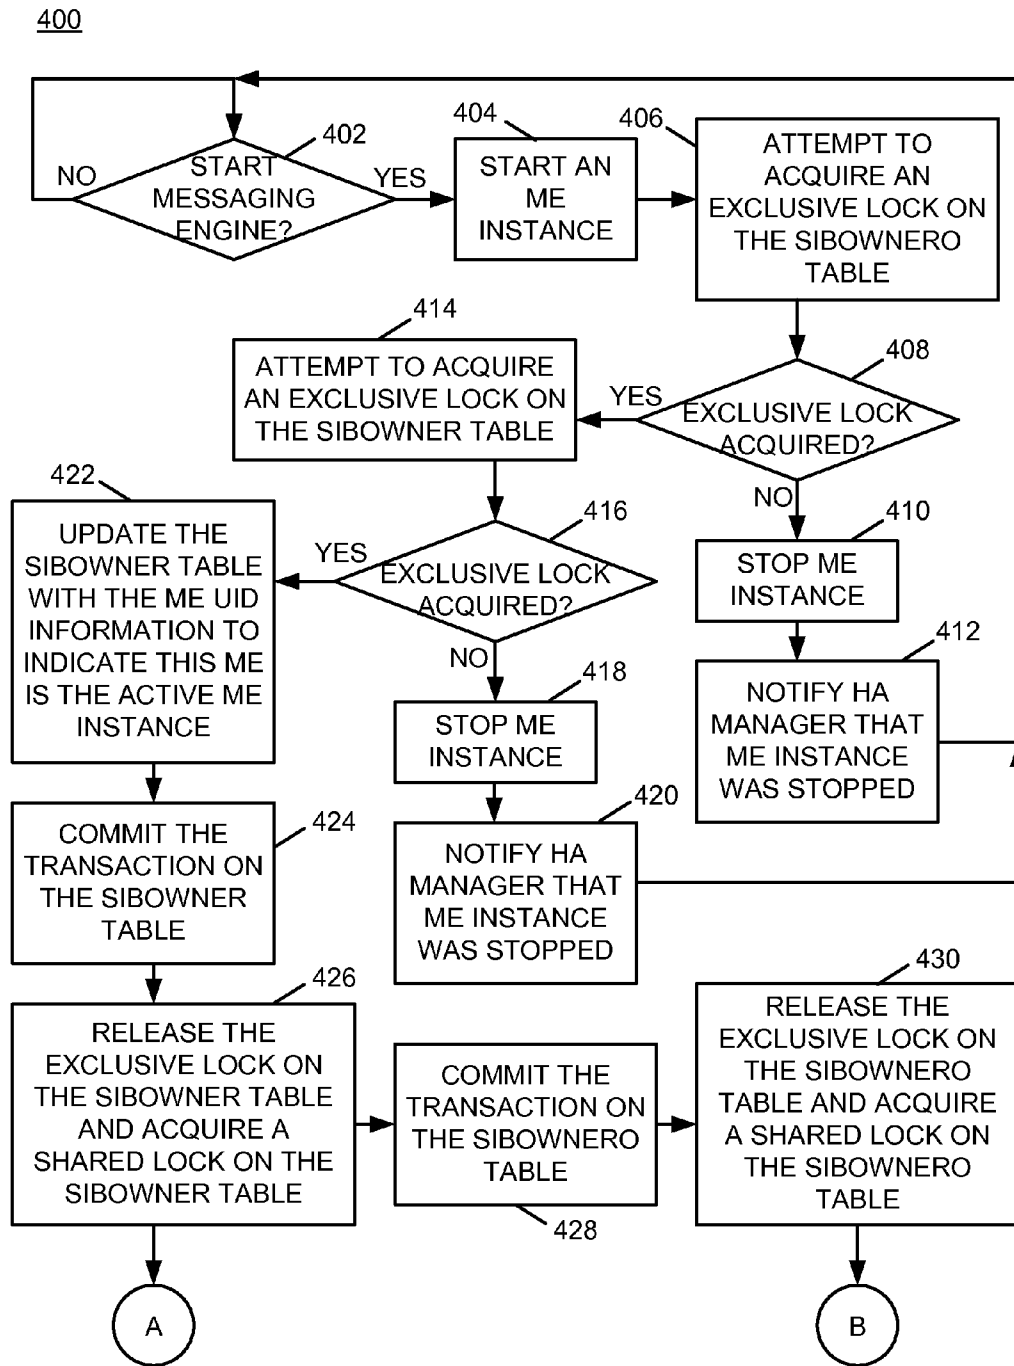 400
402
START
MESSAGING
ENGINE?
NO
YES
404
START AN
ME
INSTANCE
406
ATTEMPT TO
ACQUIRE AN
EXCLUSIVE LOCK ON
THE SIBOWNERO
TABLE
408
EXCLUSIVE LOCK
ACQUIRED?
YES
NO
410
STOP ME
INSTANCE
412
NOTIFY HA
MANAGER THAT
ME INSTANCE
WAS STOPPED
414
ATTEMPT TO ACQUIRE
AN EXCLUSIVE LOCK ON
THE SIBOWNER TABLE
416
EXCLUSIVE LOCK
ACQUIRED?
YES
NO
418
STOP ME
INSTANCE
420
NOTIFY HA
MANAGER THAT
ME INSTANCE
WAS STOPPED
422
UPDATE THE
SIBOWNER TABLE
WITH THE ME UID
INFORMATION TO
INDICATE THIS ME
IS THE ACTIVE ME
INSTANCE
424
COMMIT THE
TRANSACTION ON
THE SIBOWNER
TABLE
426
RELEASE THE
EXCLUSIVE LOCK ON
THE SIBOWNER TABLE
AND ACQUIRE A
SHARED LOCK ON THE
SIBOWNER TABLE
COMMIT THE
TRANSACTION ON
THE SIBOWNERO
TABLE
428
430
RELEASE THE
EXCLUSIVE LOCK ON
THE SIBOWNERO
TABLE AND ACQUIRE
A SHARED LOCK ON
THE SIBOWNERO
TABLE
A
B